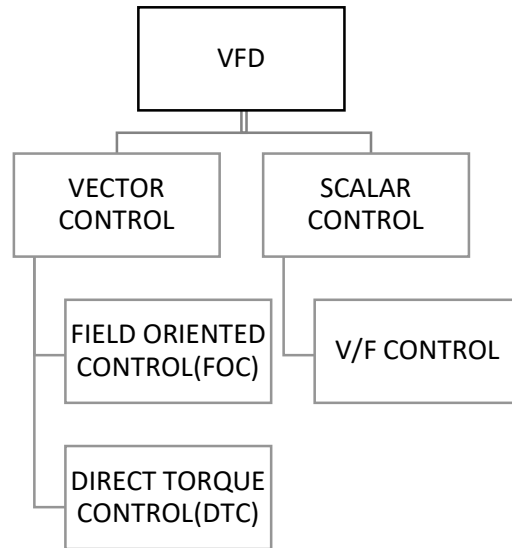 VFD
VECTOR
CONTROL
SCALAR
CONTROL
FIELD ORIENTED
CONTROL(FOC)
V/F CONTROL
DIRECT TORQUE
CONTROL(DTC)